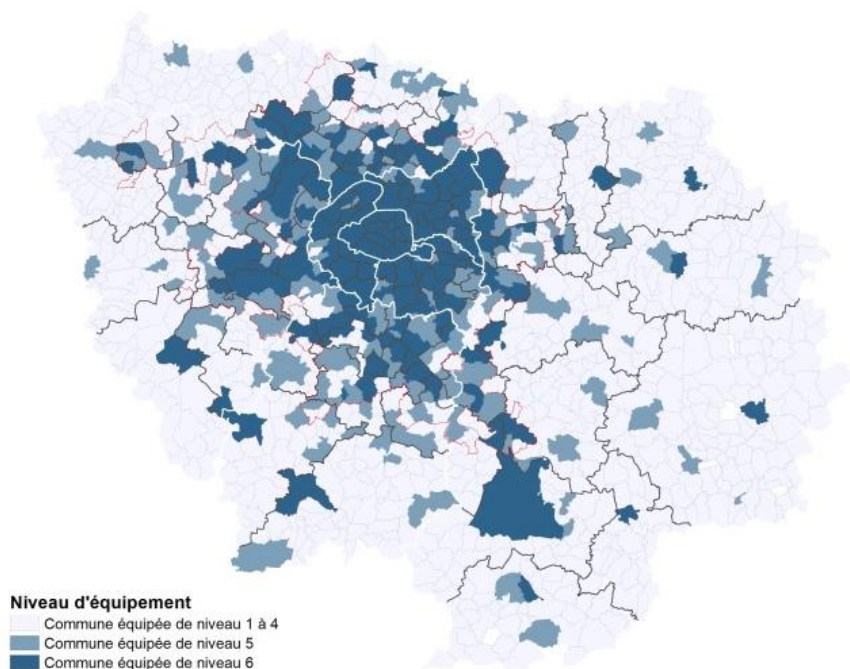 Niveau d'équipement
Commune équipée de niveau 1 à 4
Commune équipée de niveau 5
Commune équipée de niveau 6